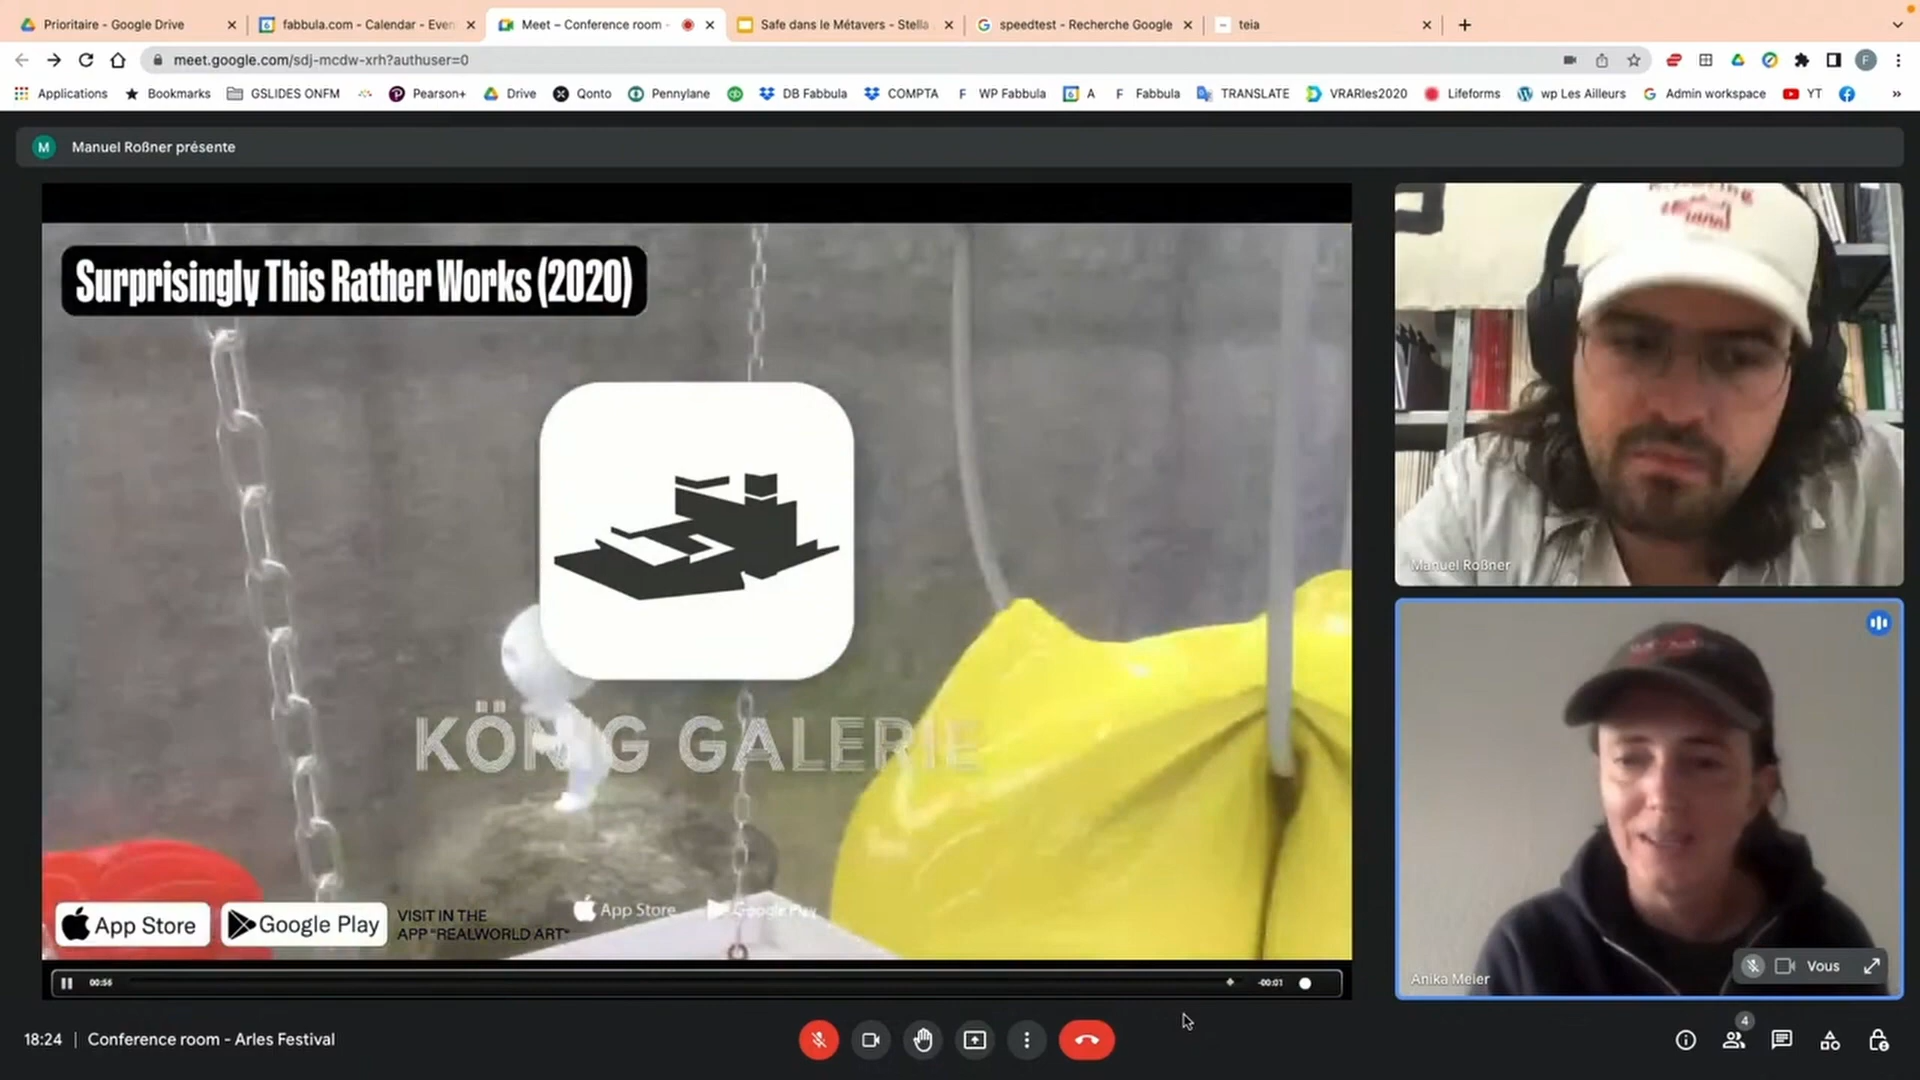 Prioritaire - Google Drive
fabbula.com - Calendar - Even
Meet – Conference room -
Safe dans le Métavers - Stella
speedtest - Recherche Google
teia
meet.google.com/sdj-mcdw-xrh?authuser=0
F
Applications
Bookmarks
GSLIDES ONFM
Pearson+
Drive
Qonto
Pennylane
DB Fabbula
COMPTA
F WP Fabbula
A
F Fabbula
TRANSLATE
VRARles2020
Lifeforms
wp Les Ailleurs
Admin workspace
YT
»
M
Manuel Roßner présente
Surprisingly This Rather Works (2020)
KÖNIG GALERIE
App Store
Google Play
App Store
Google Play
VISIT IN THE
APP "REALWORLD ART"
00:56
-00:01
Manuel Roßner
Anika Meier
Vous
18:24 | Conference room - Arles Festival
4